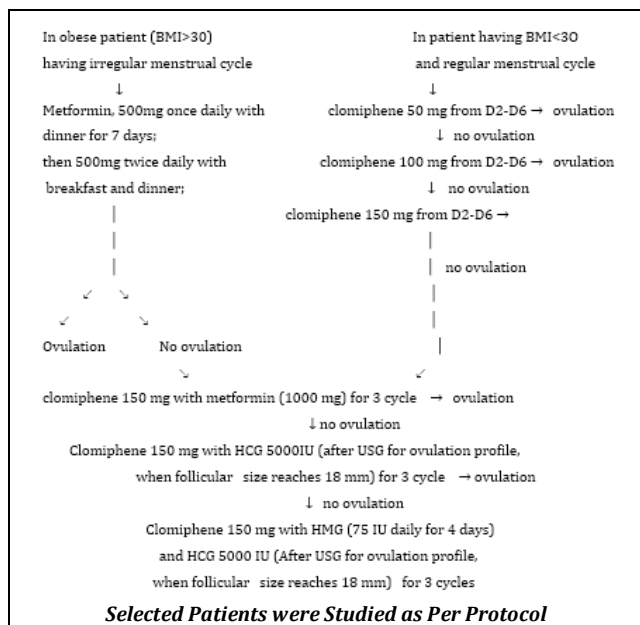 In obese patient (BMI>30)
having irregular menstrual cycle
↓
Metformin, 500mg once daily with
dinner for 7 days;
then 500mg twice daily with
breakfast and dinner;
|
|
|
↙ ↘
↙ ↘
Ovulation No ovulation
↘
In patient having BMI<3O
and regular menstrual cycle
↓
clomiphene 50 mg from D2-D6 → ovulation
↓ no ovulation
clomiphene 100 mg from D2-D6 → ovulation
↓ no ovulation
clomiphene 150 mg from D2-D6 →
|
| no ovulation
|
|
|
↙
clomiphene 150 mg with metformin (1000 mg) for 3 cycle → ovulation
↓no ovulation
Clomiphene 150 mg with HCG 5000IU (after USG for ovulation profile,
when follicular size reaches 18 mm) for 3 cycle → ovulation
↓ no ovulation
Clomiphene 150 mg with HMG (75 IU daily for 4 days)
and HCG 5000 IU (After USG for ovulation profile,
when follicular size reaches 18 mm) for 3 cycles
Selected Patients were Studied as Per Protocol